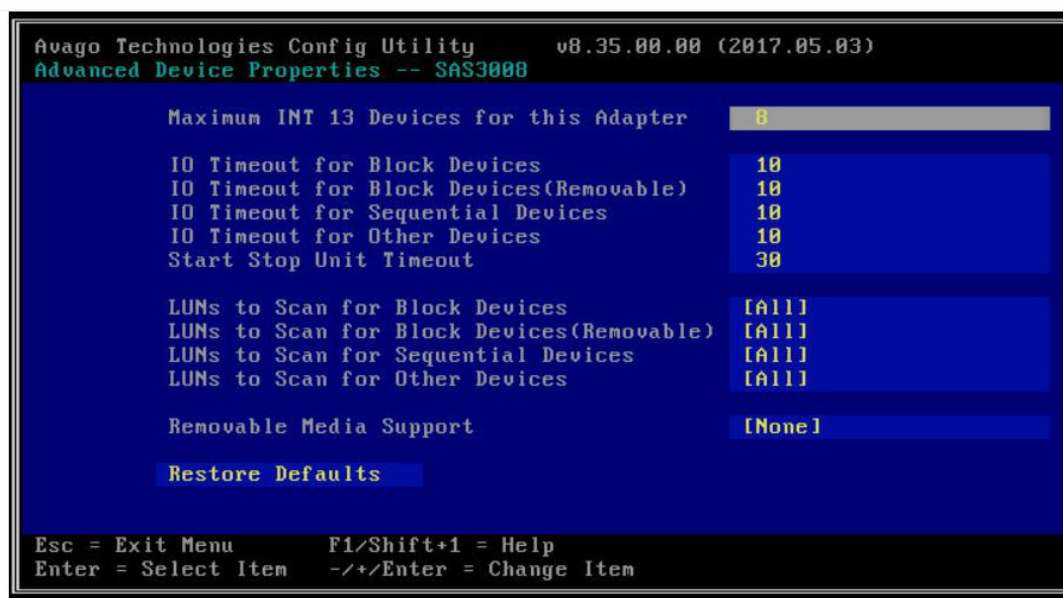 Avago Technologies Config Utility v8.35.00.00 (2017.05.03)
Advanced Device Properties -- SAS3008
Maximum INT 13 Devices for this Adapter 8
IO Timeout for Block Devices 10
IO Timeout for Block Devices(Removable) 10
IO Timeout for Sequential Devices 10
IO Timeout for Other Devices 10
Start Stop Unit Timeout 30
LUNs to Scan for Block Devices [All]
LUNs to Scan for Block Devices(Removable) [All]
LUNs to Scan for Sequential Devices [All]
LUNs to Scan for Other Devices [All]
Removable Media Support [None]
Restore Defaults
Esc = Exit Menu F1/Shift+1 = Help
Enter = Select Item -/+/Enter = Change Item